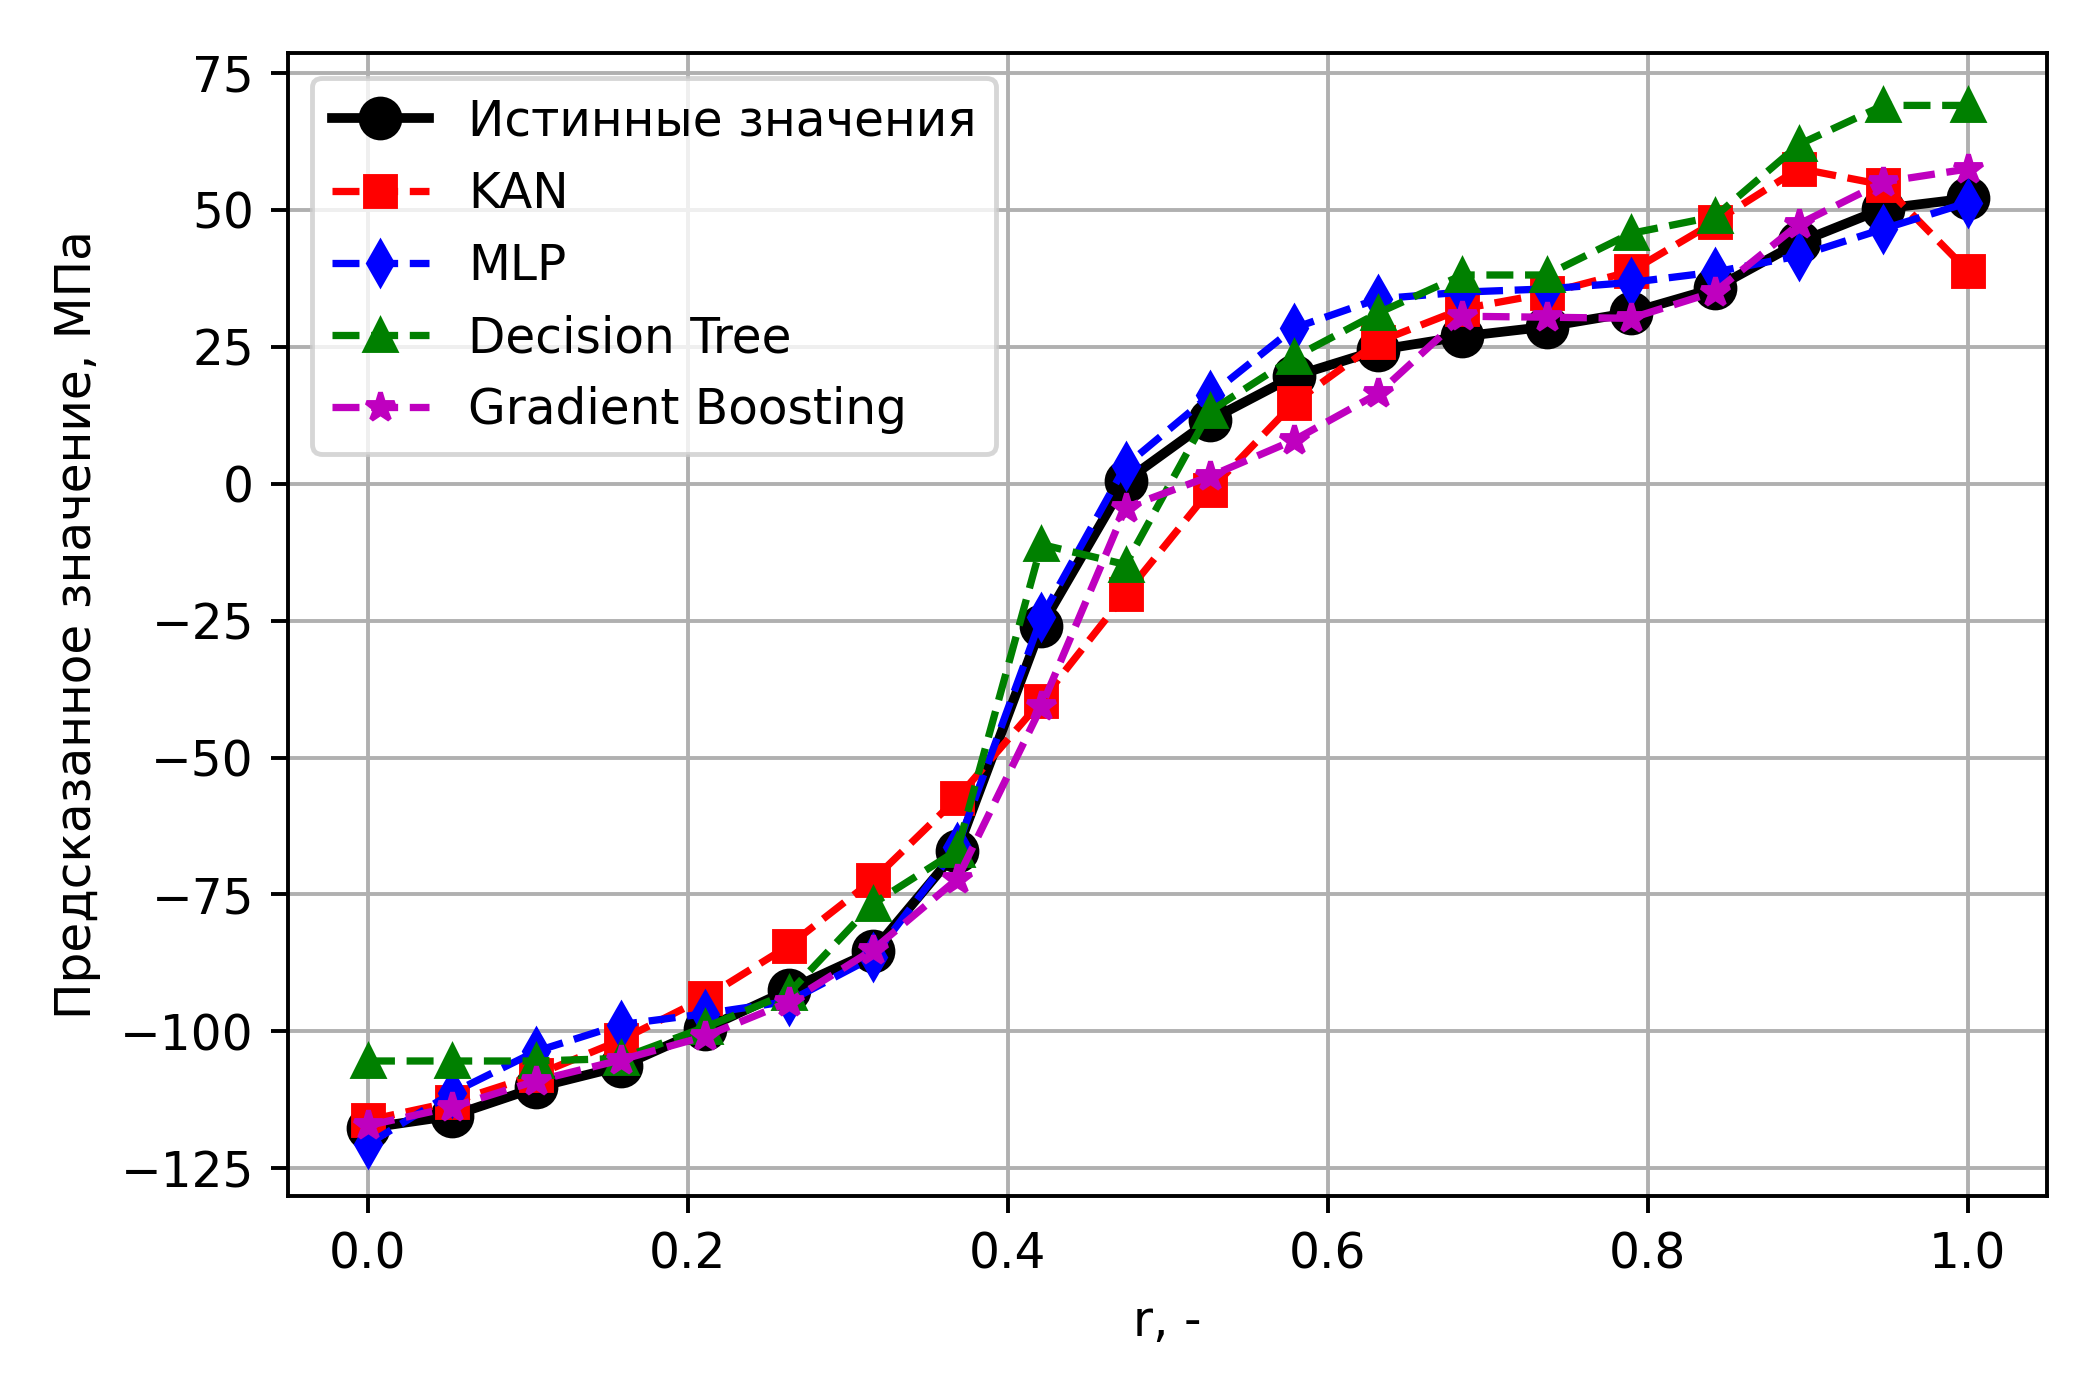 Предсказанное значение, МПа
75
50
25
0
−25
−50
−75
−100
−125
Истинные значения
KAN
MLP
Decision Tree
Gradient Boosting
0.0 0.2 0.4 0.6 0.8 1.0
r, -